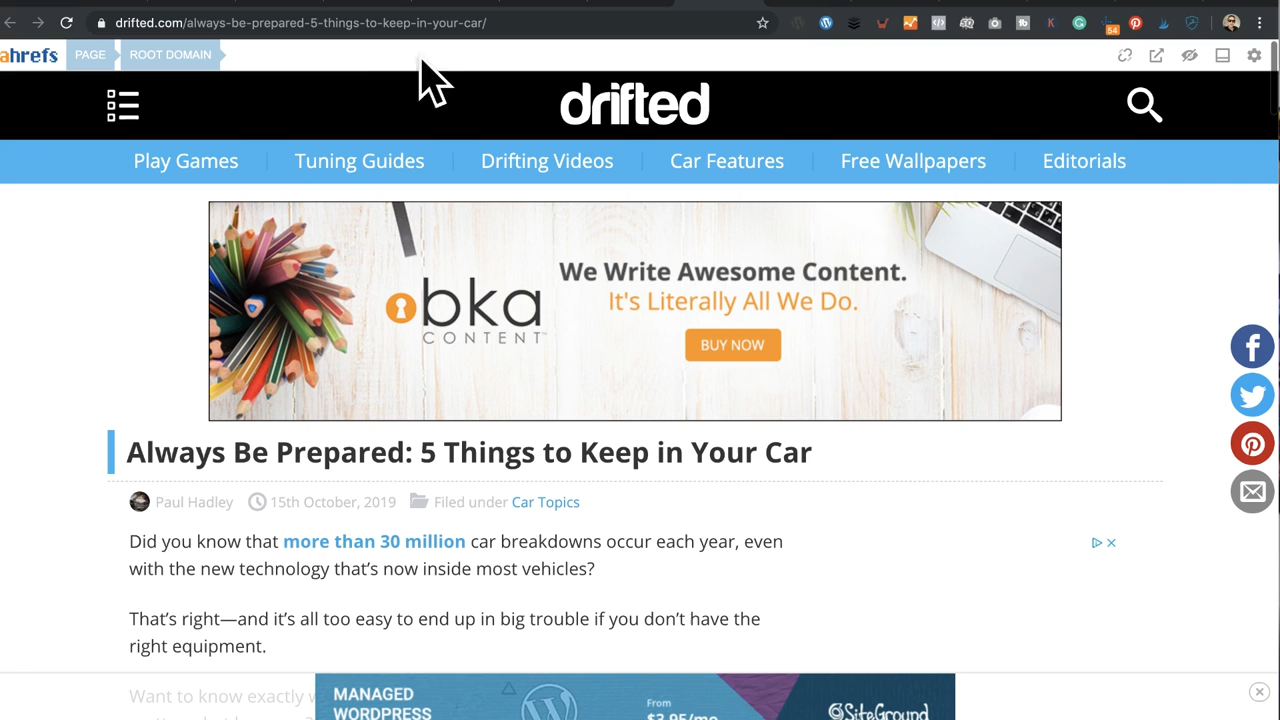 drifted.com/always-be-prepared-5-things-to-keep-in-your-car/
54
ahrefs PAGE ROOT DOMAIN
drifted
Play Games Tuning Guides Drifting Videos Car Features Free Wallpapers Editorials
We Write Awesome Content.
It's Literally All We Do.
bka
CONTENT
BUY NOW
Always Be Prepared: 5 Things to Keep in Your Car
Paul Hadley 15th October, 2019 Filed under Car Topics
Did you know that more than 30 million car breakdowns occur each year, even
with the new technology that's now inside most vehicles?
That's right—and it's all too easy to end up in big trouble if you don't have the
right equipment.
Want to know exactly
MANAGED
WORDPRESS
From
$3.95/mo
SiteGround